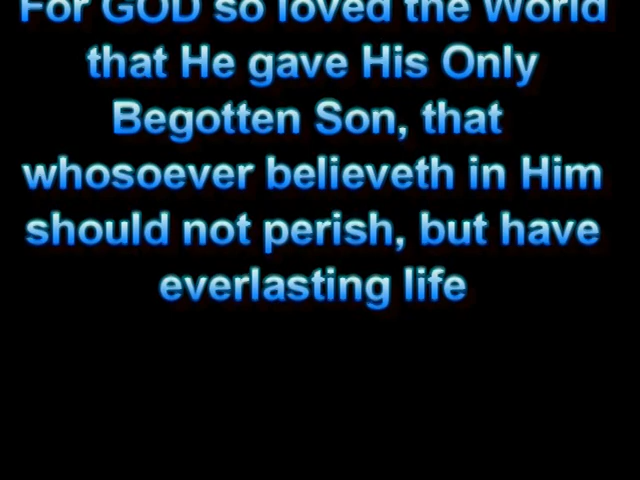 For GOD so loved the World
that He gave His Only
Begotten Son, that
whosoever believeth in Him
should not perish, but have
everlasting life